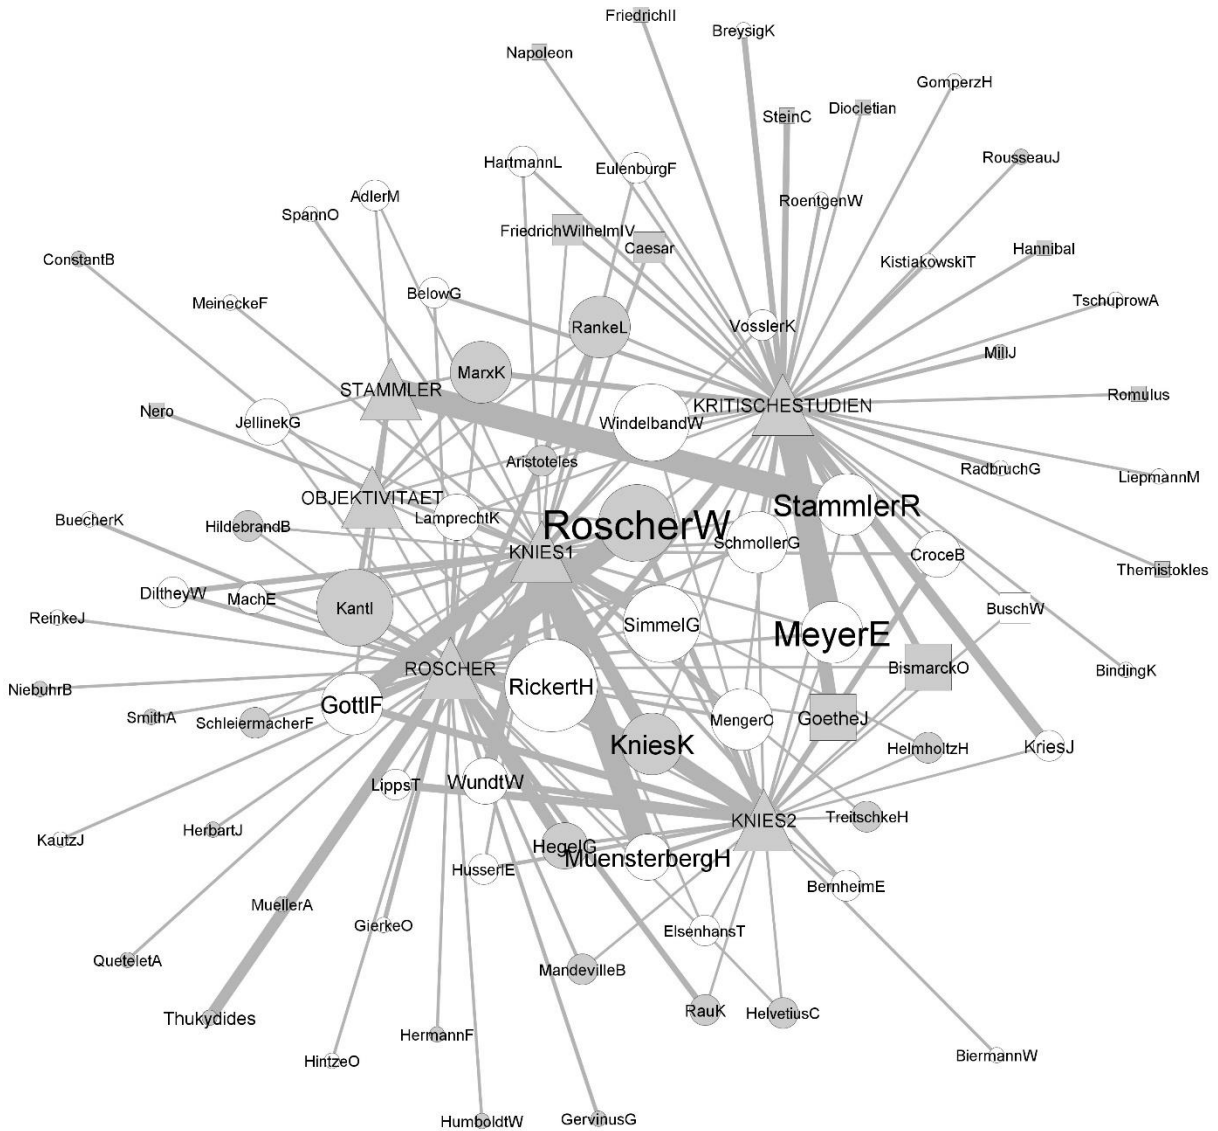 FriedrichII
BreysigK
Napoleon
GomperzH
SteinC
Diocletian
HartmannL
EulenburgF
RousseauJ
AdlerM
RoentgenW
SpannO
FriedrichWilhelmIV
Caesar
Hannibal
ConstantB
KistiakowskiT
MeineckeF
BelowG
TschuprowA
RankeL
VosslerK
MillJ
MarxK
STAMMLER
Romulus
KRITISCHESTUDIEN
Nero
JellinekG
WindelbandW
Aristoteles
RadbruchG
LiepmannM
OBJEKTIVITAET
StammlerR
BuecherK
HildebrandB
LamprechtK
RoscherW
SchmollerG
KNIES1
CroceB
Themistokles
DiltheyW
MachE
KantI
BuschW
ReinkeJ
SimmelG
MeyerE
ROSCHER
BismarckO
BindingK
NiebuhrB
RickertH
SmithA
SchleiermacherF
GottlF
MengerC
GoetheJ
KniesK
HelmholtzH
KriesJ
LippsT
WundtW
KautzJ
HerbartJ
KNIES2
TreitschkeH
HegelG
MuensterbergH
HusserlE
BernheimE
MuellerA
GierkeO
ElsenhansT
QueteletA
MandevilleB
Thukydides
RauK
HelvetiusC
HermannF
HintzeO
BiermannW
HumboldtW
GervinusG